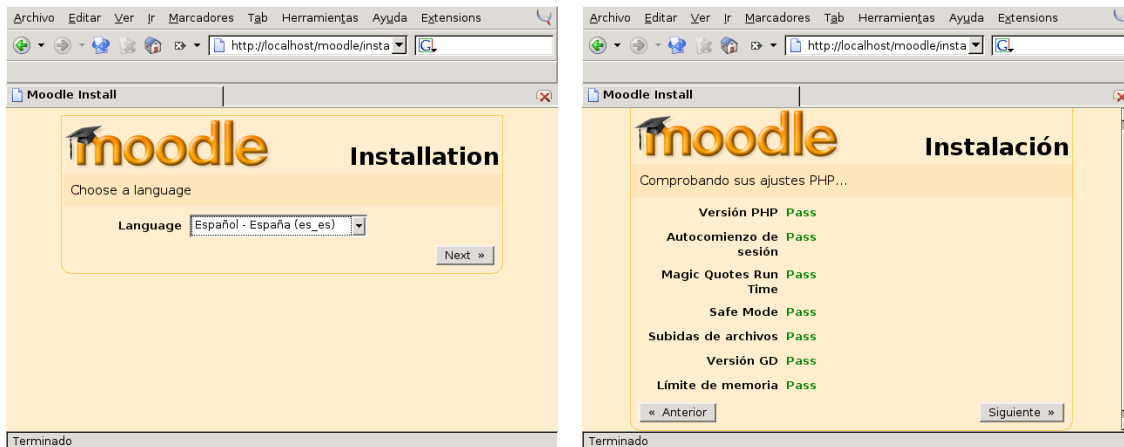 Archivo Editar Ver Ir Marcadores Tab Herramientas Ayuda Extensions
http://localhost/moodle/insta
G
Moodle Install
moodle
Installation
Choose a language
Language Español - España (es_es)
Next »
Terminado
Archivo Editar Ver Ir Marcadores Tab Herramientas Ayuda Extensions
http://localhost/moodle/insta
G
Moodle Install
moodle
Instalación
Comprobando sus ajustes PHP...
Versión PHP Pass
Autocomienzo de Pass
sesión
Magic Quotes Run Pass
Time
Safe Mode Pass
Subidas de archivos Pass
Versión GD Pass
Límite de memoria Pass
« Anterior Siguiente »
Terminado